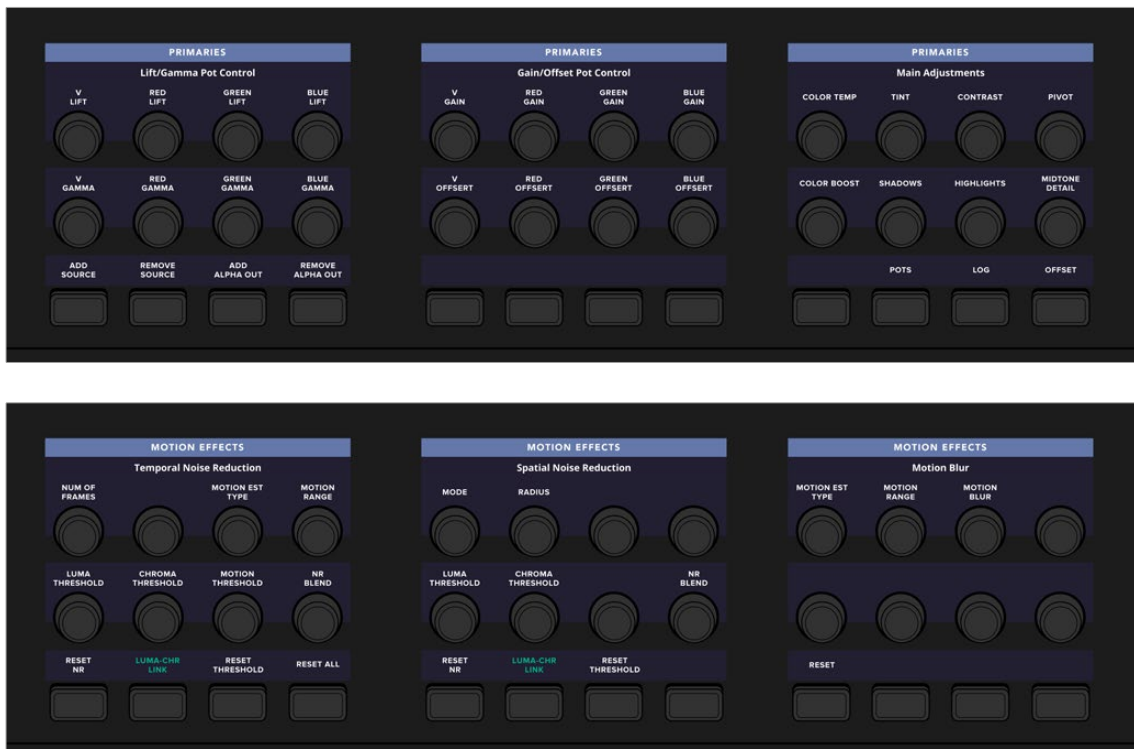 PRIMARIES
Lift/Gamma Pot Control
V LIFT
RED LIFT
GREEN LIFT
BLUE LIFT
V GAMMA
RED GAMMA
GREEN GAMMA
BLUE GAMMA
ADD SOURCE
REMOVE SOURCE
ADD ALPHA OUT
REMOVE ALPHA OUT
PRIMARIES
Gain/Offset Pot Control
V GAIN
RED GAIN
GREEN GAIN
BLUE GAIN
V OFFSERT
RED OFFSERT
GREEN OFFSERT
BLUE OFFSERT
PRIMARIES
Main Adjustments
COLOR TEMP
TINT
CONTRAST
PIVOT
COLOR BOOST
SHADOWS
HIGHLIGHTS
MIDTONE DETAIL
POTS
LOG
OFFSET
MOTION EFFECTS
Temporal Noise Reduction
NUM OF FRAMES
MOTION EST TYPE
MOTION RANGE
LUMA THRESHOLD
CHROMA THRESHOLD
MOTION THRESHOLD
NR BLEND
RESET NR
LUMA-CHR LINK
RESET THRESHOLD
RESET ALL
MOTION EFFECTS
Spatial Noise Reduction
MODE
RADIUS
LUMA THRESHOLD
CHROMA THRESHOLD
NR BLEND
RESET NR
LUMA-CHR LINK
RESET THRESHOLD
MOTION EFFECTS
Motion Blur
MOTION EST TYPE
MOTION RANGE
MOTION BLUR
RESET